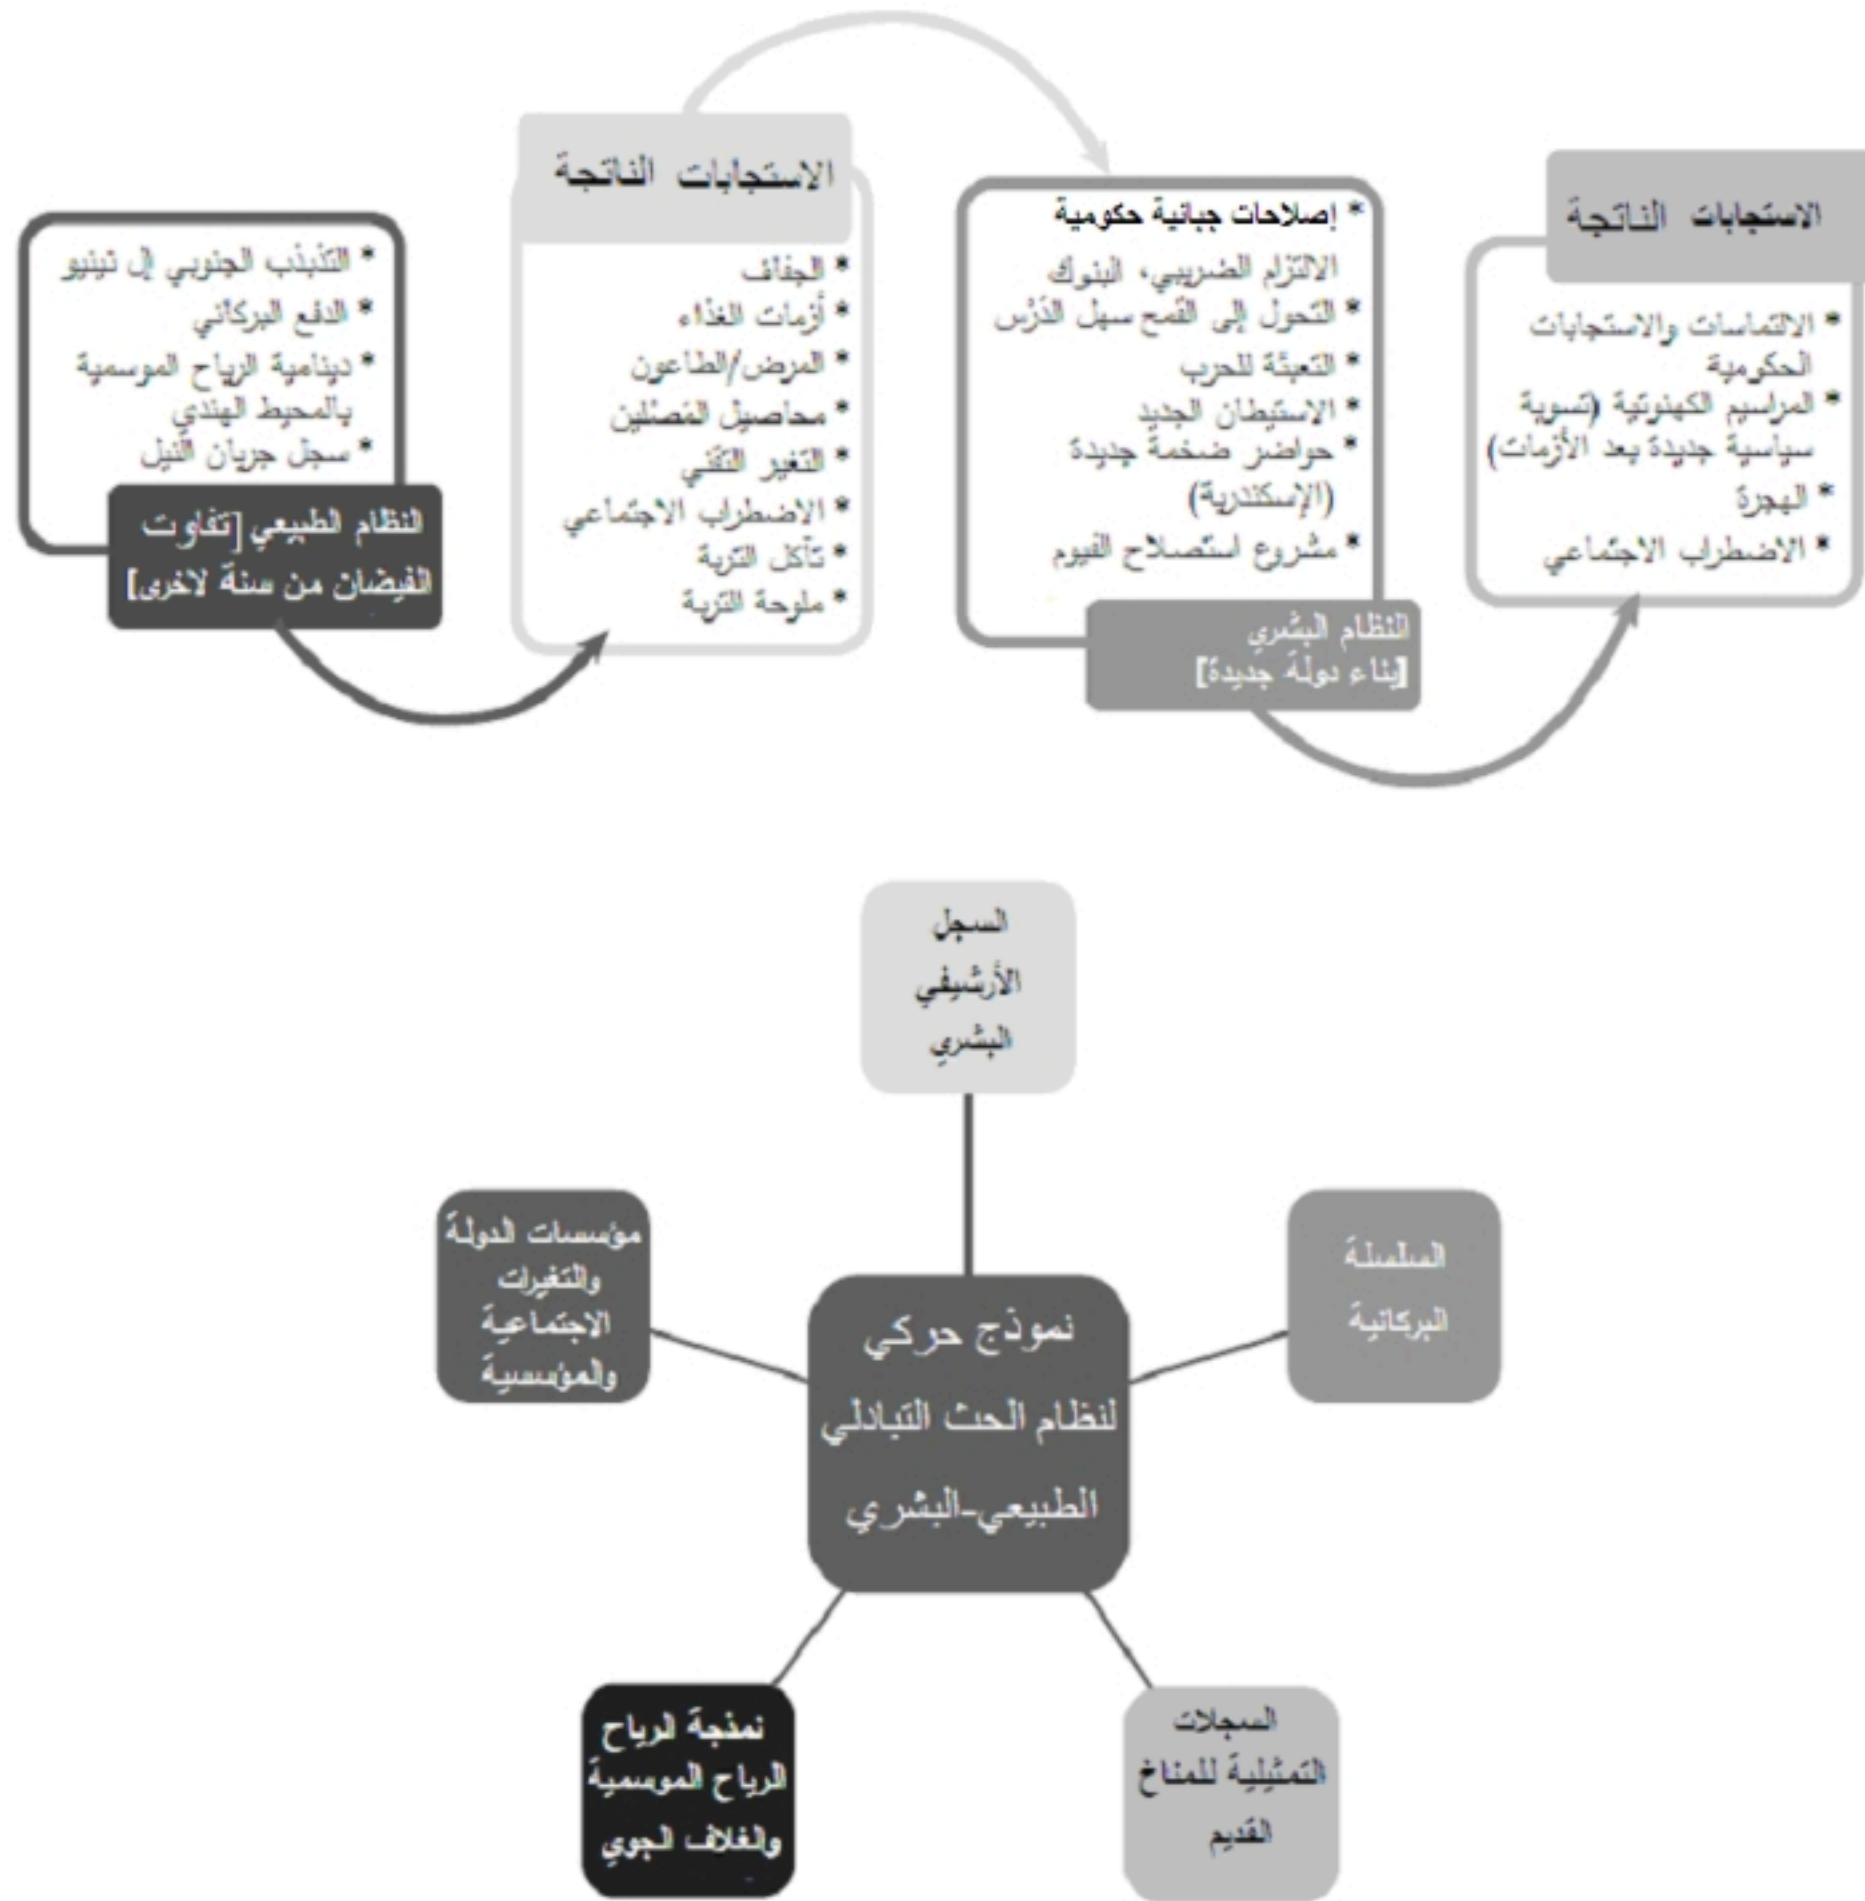 الاستجابات الناتجة
* الجفاف
* أزمات الغذاء
* المرض/الطاعون
* محاصيل المُصَلين
* التغير التقني
* الاضطراب الاجتماعي
* تآكل التربة
* ملوحة التربة
* التذبذب الجنوبي إل نينيو
* الدفع البركاني
* دينامية الرياح الموسمية
بالمحيط الهندي
* سجل جريان النيل
النظام الطبيعي [تفاوت
الفيضان من سنة لاخرى]
* إصلاحات جبائية حكومية
الالتزام الضريبي، البنوك
* التحول إلى القمح سهل الدَرْس
* التعبئة للحرب
* الاستيطان الجديد
* حواضر ضخمة جديدة
(الإسكندرية)
* مشروع استصلاح الفيوم
النظام البشري
[بناء دولة جديدة]
الاستجابات الناتجة
* الالتماسات والاستجابات
الحكومية
* المراسيم الكهنوتية (تسوية
سياسية جديدة بعد الأزمات)
* الهجرة
* الاضطراب الاجتماعي
السجل
الأرشيفي
البشري
السلسلة
البركانية
مؤسسات الدولة
والتغيرات
الاجتماعية
والمؤسسية
نموذج حركي
لنظام الحث التبادلي
الطبيعي-البشري
السجلات
التمثيلية للمناخ
القديم
نمذجة الرياح
الرياح الموسمية
والغلاف الجوي